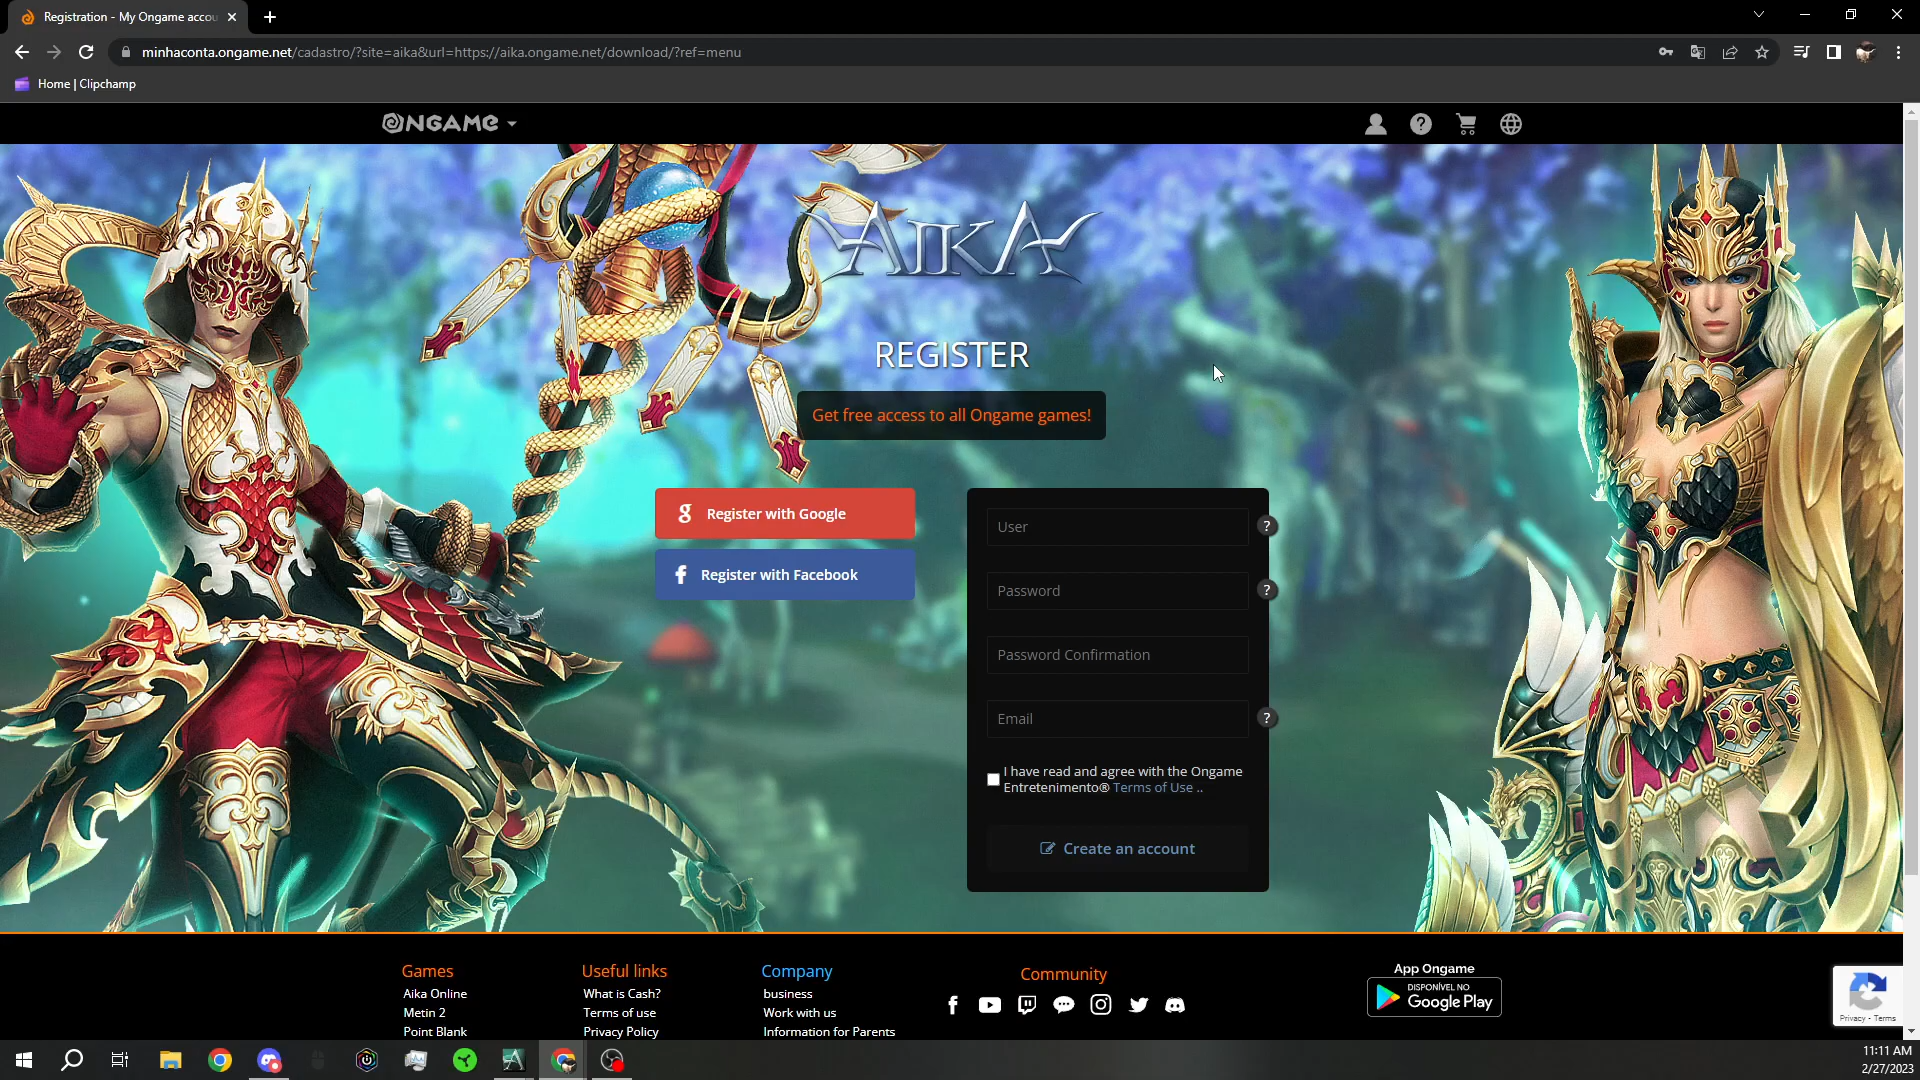 Registration - My Ongame accou
minhaconta.ongame.net/cadastro/?site=aika&url=https://aika.ongame.net/download/?ref=menu
Home | Clipchamp
ONGAME
AIKA
REGISTER
Get free access to all Ongame games!
g Register with Google
f Register with Facebook
User
?
Password
?
Password Confirmation
Email
?
I have read and agree with the Ongame
Entretenimento® Terms of Use ..
Create an account
Games
Aika Online
Metin 2
Point Blank
Useful links
What is Cash?
Terms of use
Privacy Policy
Company
business
Work with us
Information for Parents
Community
App Ongame
DISPONÍVEL NO
Google Play
Privacy - Terms
11:11 AM
2/27/2023